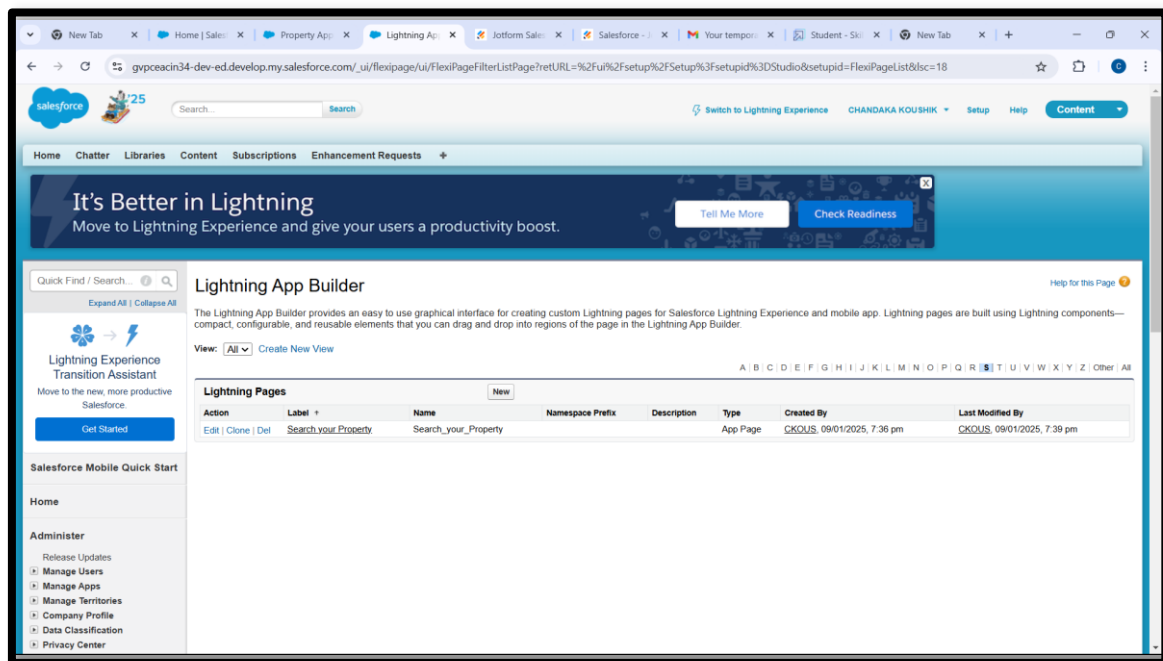 New Tab
Home | Sales
Property App
Lightning Ap
Jotform Sales
Salesforce - J
Your tempora
Student - Skil
New Tab
gvpceacin34-dev-ed.develop.my.salesforce.com/_ui/flexipage/ui/FlexiPageFilterListPage?retURL=%2Fui%2Fsetup%2FSetup%3Fsetupid%3DStudio&setupid=FlexiPageList&lsc=18
C
salesforce
'25
Search...
Search
Switch to Lightning Experience
CHANDAKA KOUSHIK
Setup
Help
Content
Home Chatter Libraries Content Subscriptions Enhancement Requests +
It's Better in Lightning
Move to Lightning Experience and give your users a productivity boost.
Tell Me More
Check Readiness
X
Quick Find / Search...
Expand All | Collapse All
Lightning Experience
Transition Assistant
Move to the new, more productive
Salesforce.
Get Started
Salesforce Mobile Quick Start
Home
Administer
Release Updates
Manage Users
Manage Apps
Manage Territories
Company Profile
Data Classification
Privacy Center
Lightning App Builder
Help for this Page
The Lightning App Builder provides an easy to use graphical interface for creating custom Lightning pages for Salesforce Lightning Experience and mobile app. Lightning pages are built using Lightning components—
compact, configurable, and reusable elements that you can drag and drop into regions of the page in the Lightning App Builder.
View: All Create New View
A | B | C | D | E | F | G | H | I | J | K | L | M | N | O | P | Q | R | S | T | U | V | W | X | Y | Z | Other | All
Lightning Pages
New
Action Label Name Namespace Prefix Description Type Created By Last Modified By
Edit | Clone | Del Search your Property Search_your_Property App Page CKOUS, 09/01/2025, 7:36 pm CKOUS, 09/01/2025, 7:39 pm